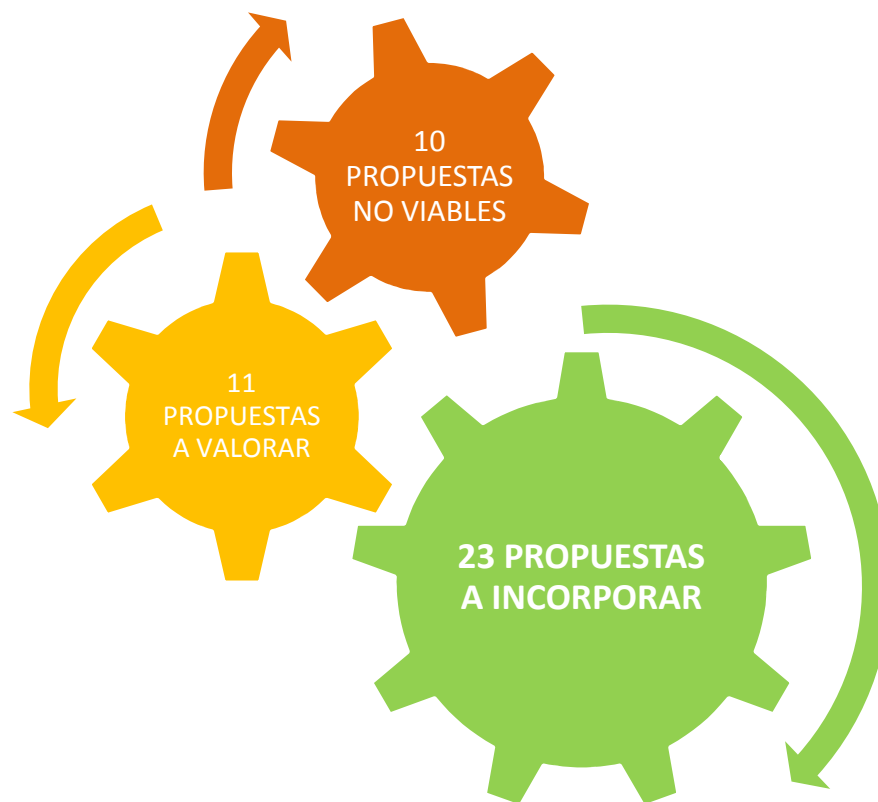 10
PROPUESTAS
NO VIABLES
11
PROPUESTAS
A VALORAR
23 PROPUESTAS
A INCORPORAR